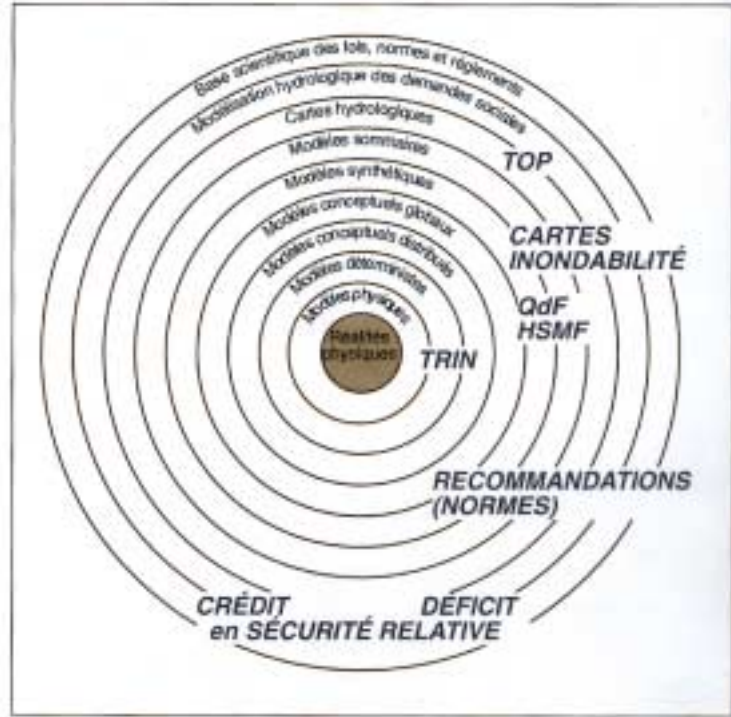 Base scientifique des lois, normes et règlements
Modélisation hydrologique des demandes sociales
Cartes hydrologiques
Modèles sommaires
Modèles synthétiques
Modèles conceptuels globaux
Modèles conceptuels distribués
Modèles déterministes
Modèles physiques
Réalités
physiques
TOP
CARTES
INONDABILITÉ
QdF
HSMF
TRIN
RECOMMANDATIONS
(NORMES)
CRÉDIT DÉFICIT
en SÉCURITÉ RELATIVE